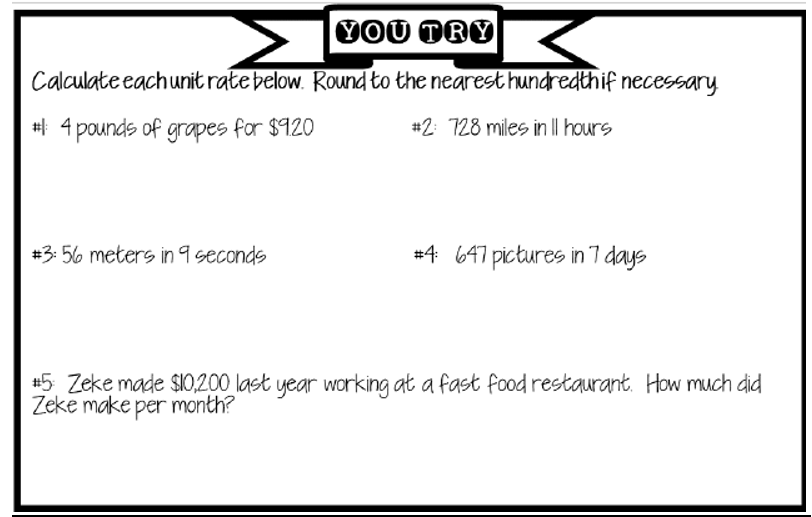 YOU TRY
Calculate each unit rate below. Round to the nearest hundredth if necessary.
#1: 4 pounds of grapes for $9.20
#2: 728 miles in 11 hours
#3: 56 meters in 9 seconds
#4: 647 pictures in 7 days
#5: Zeke made $10,200 last year working at a fast food restaurant. How much did
Zeke make per month?